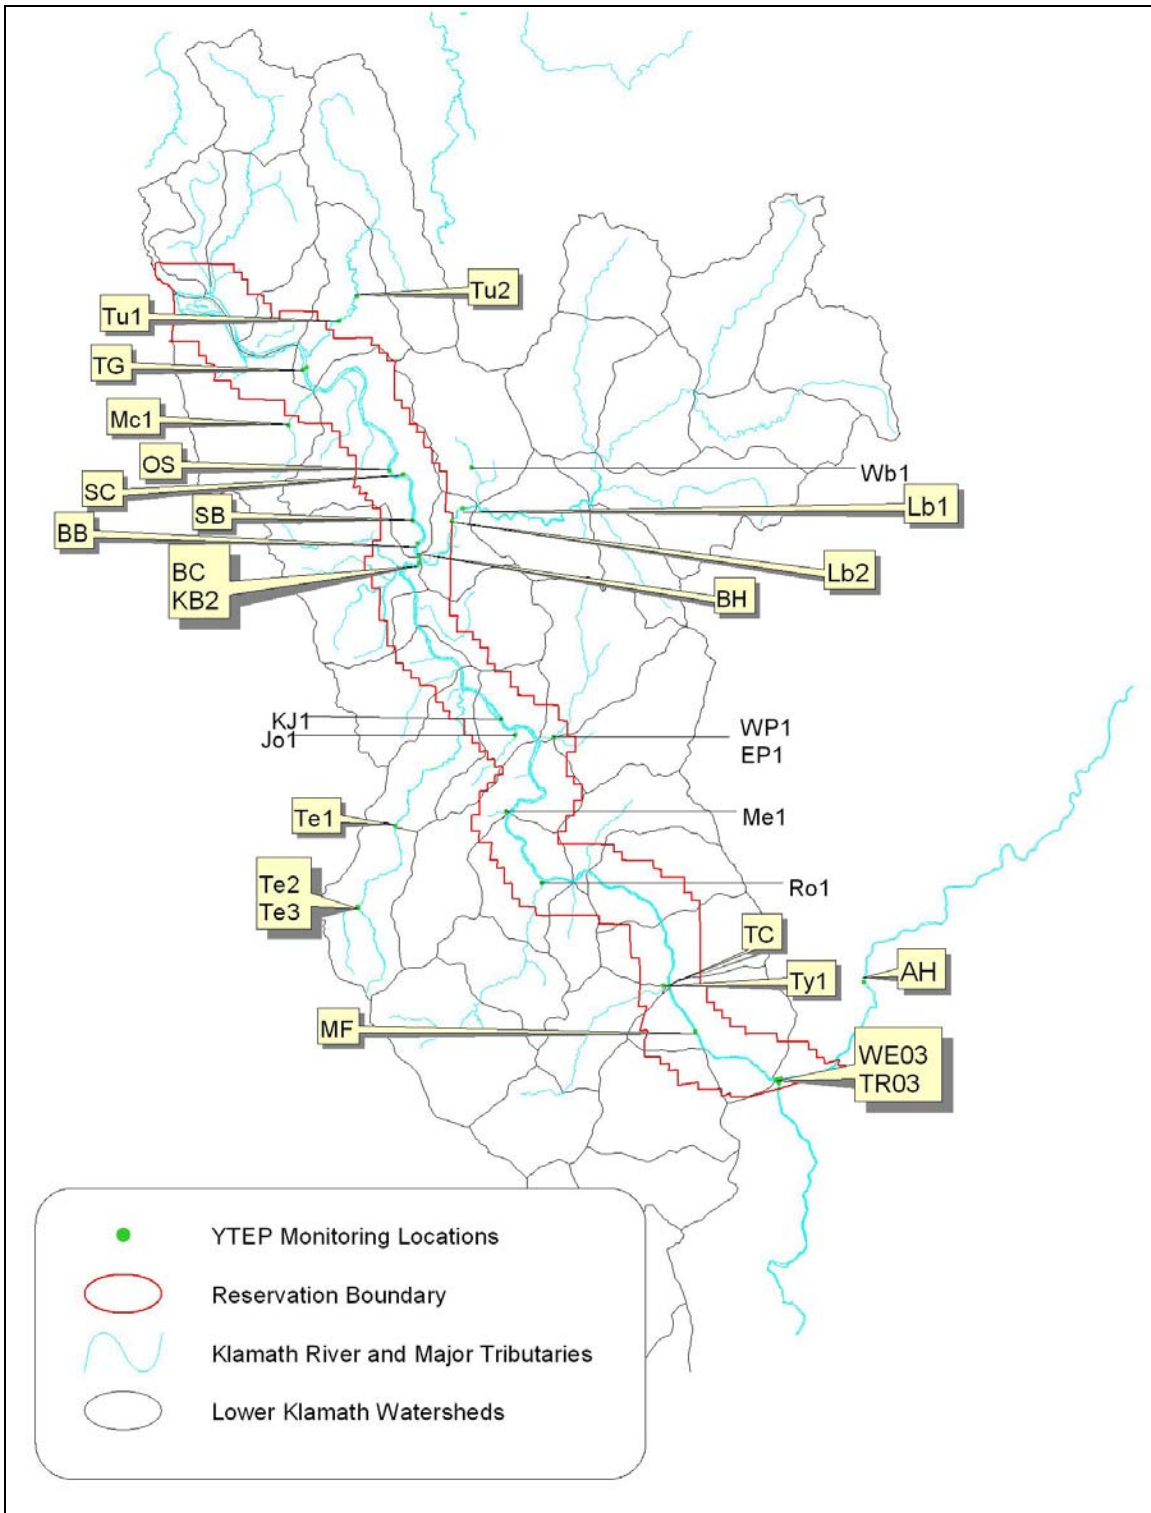 Tu2
Tu1
TG
Mc1
OS
Wb1
SC
Lb1
SB
BB
Lb2
BC
KB2
BH
KJ1
Jo1
WP1
EP1
Te1
Me1
Te2
Te3
Ro1
TC
AH
Ty1
MF
WE03
TR03
YTEP Monitoring Locations
Reservation Boundary
Klamath River and Major Tributaries
Lower Klamath Watersheds